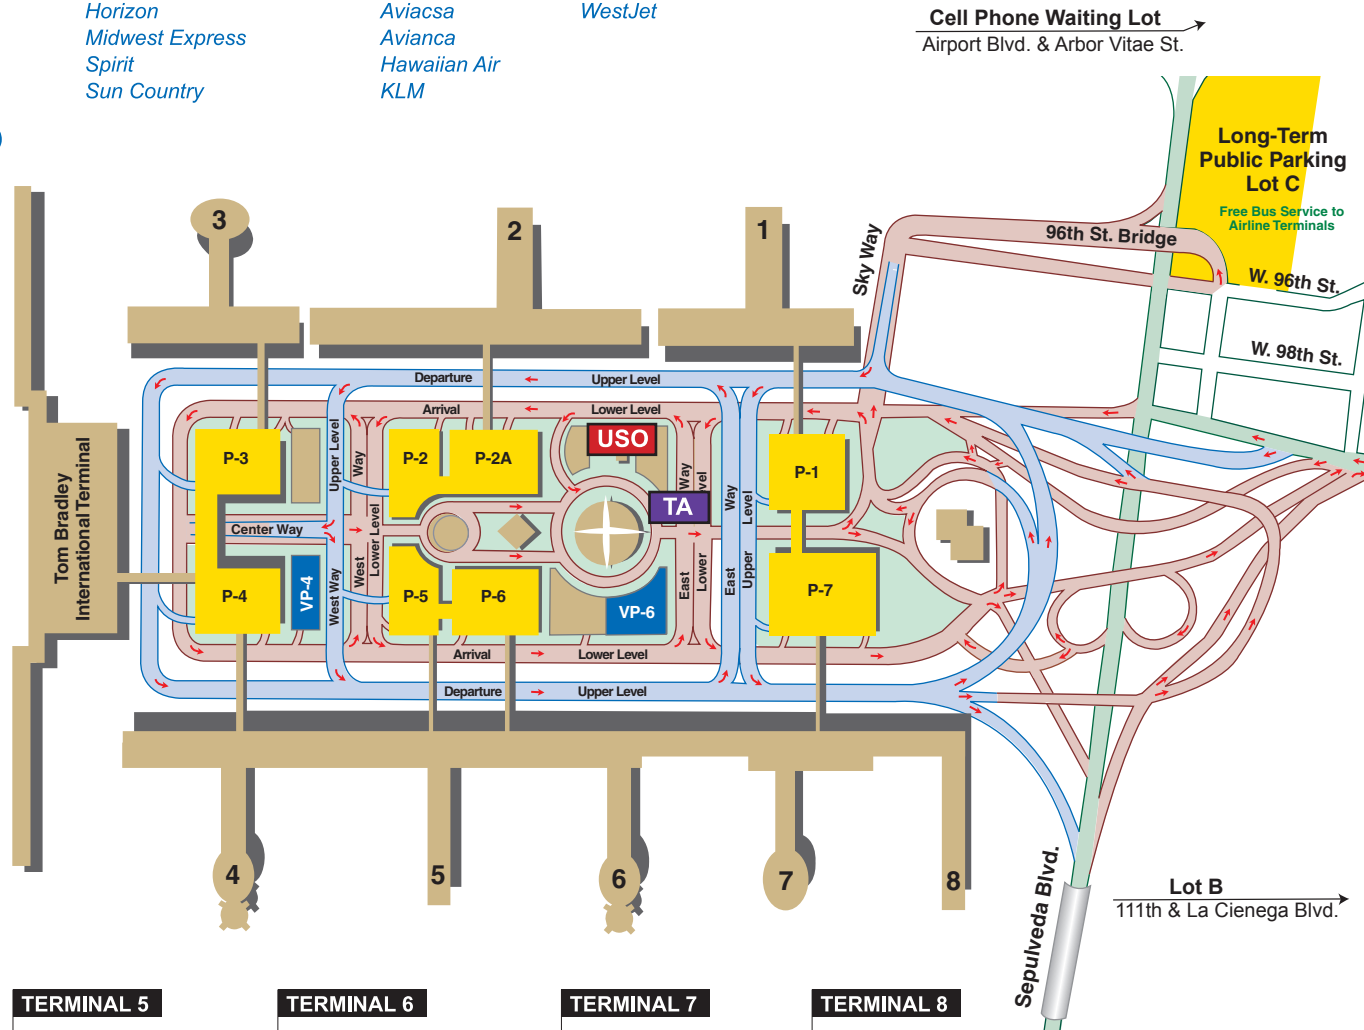 Horizon
Midwest Express
Spirit
Sun Country
Aviacsa
Avianca
Hawaiian Air
KLM
WestJet
Cell Phone Waiting Lot
Airport Blvd. & Arbor Vitae St.
Long-Term
Public Parking
Lot C
Free Bus Service to
Airline Terminals
96th St. Bridge
W. 96th St.
W. 98th St.
Sky Way
3
2
1
Departure
Upper Level
Arrival
Lower Level
Tom Bradley
International Terminal
P-3
P-2
P-2A
USO
TA
P-1
Upper Level
Way
Center Way
Lower Level
West
West Way
Way
Level
Way
Level
East
Lower
East
Upper
P-4
VP-4
P-5
P-6
VP-6
P-7
Arrival
Lower Level
Departure
Upper Level
4
5
6
7
8
Sepulveda Blvd.
Lot B
111th & La Cienega Blvd.
TERMINAL 5
TERMINAL 6
TERMINAL 7
TERMINAL 8